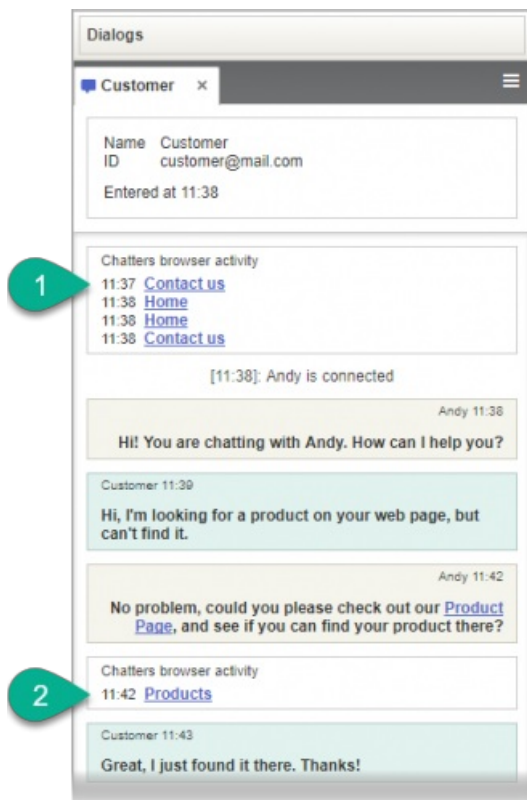 Dialogs
Customer ×
Name Customer
ID customer@mail.com
Entered at 11:38
Chatters browser activity
1
11:37 Contact us
11:38 Home
11:38 Home
11:38 Contact us
[11:38]: Andy is connected
Andy 11:38
Hi! You are chatting with Andy. How can I help you?
Customer 11:39
Hi, I'm looking for a product on your web page, but
can't find it.
Andy 11:42
No problem, could you please check out our Product
Page, and see if you can find your product there?
Chatters browser activity
2
11:42 Products
Customer 11:43
Great, I just found it there. Thanks!